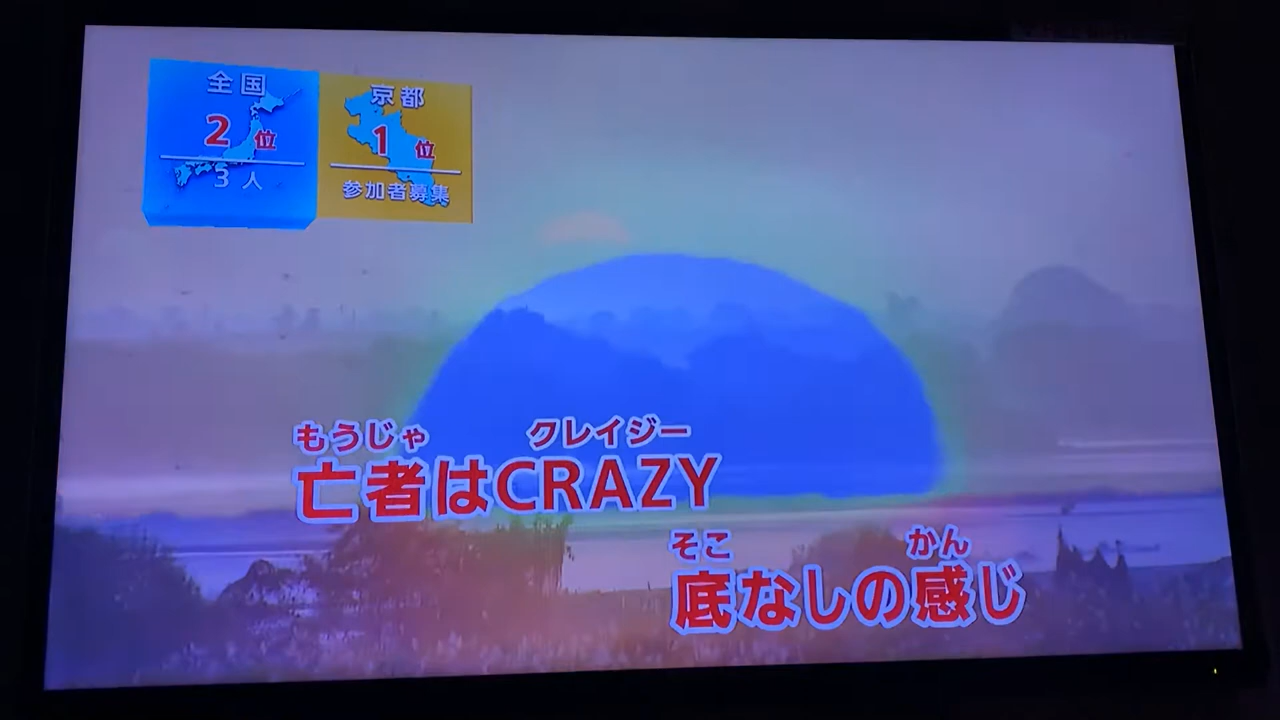 全国
2位
3人
京都
1位
参加者募集
もうじゃ クレイジー
亡者はCRAZY
そこ かん
底なしの感じ